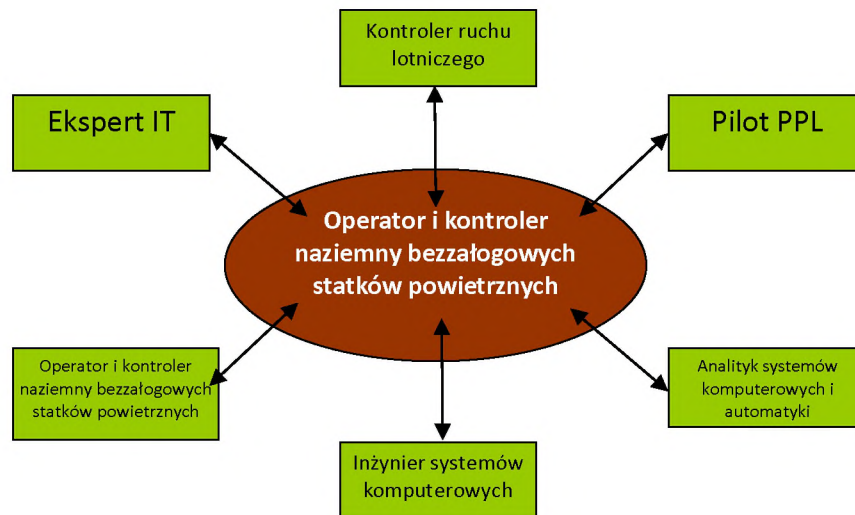 Kontroler ruchu
lotniczego
Ekspert IT
Pilot PPL
Operator i kontroler
naziemny bezzałogowych
statków powietrznych
Operator i kontroler
naziemny bezzałogowych
statków powietrznych
Analityk systemów
komputerowych i
automatyki
Inżynier systemów
komputerowych